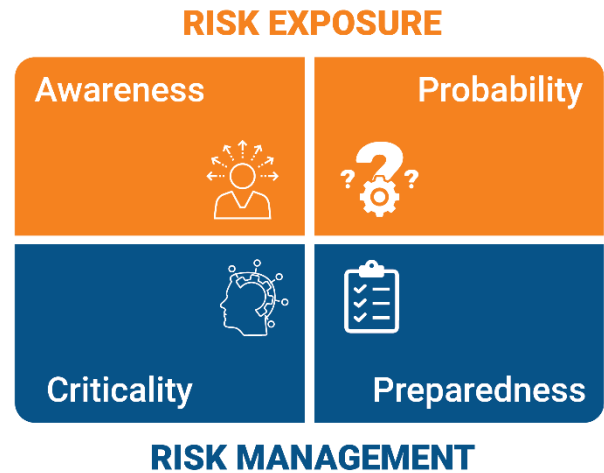 RISK EXPOSURE
Awareness
Probability
? ? ?
Criticality
Preparedness
RISK MANAGEMENT